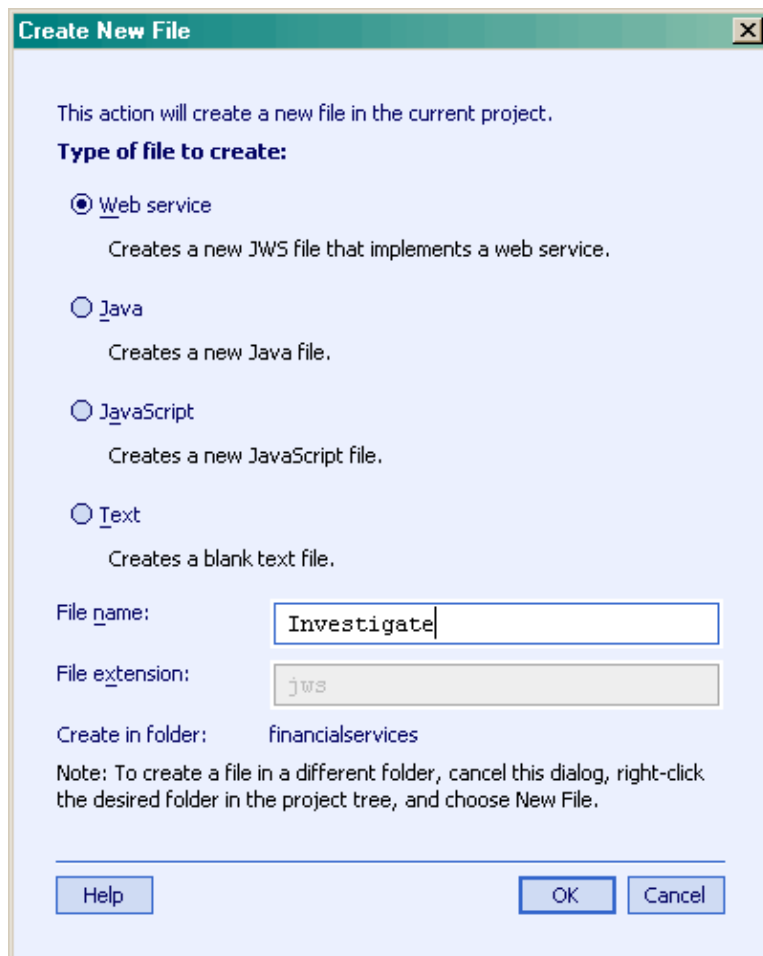 Create New File
This action will create a new file in the current project.
Type of file to create:
Web service
Creates a new JWS file that implements a web service.
Java
Creates a new Java file.
JavaScript
Creates a new JavaScript file.
Text
Creates a blank text file.
File name: Investigate
File extension: jws
Create in folder: financialservices
Note: To create a file in a different folder, cancel this dialog, right-click
the desired folder in the project tree, and choose New File.
Help OK Cancel